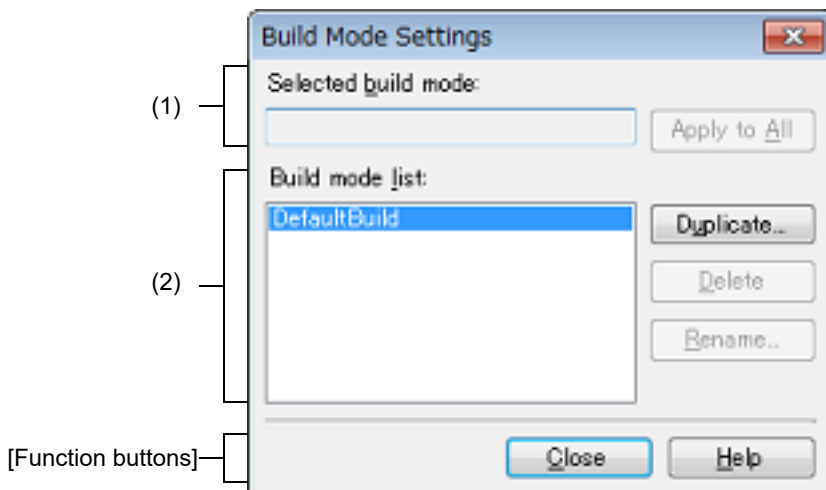 Build Mode Settings
(1)
Selected build mode:
Apply to All
(2)
Build mode list:
DefaultBuild
Duplicate...
Delete
Rename...
[Function buttons]
Close
Help